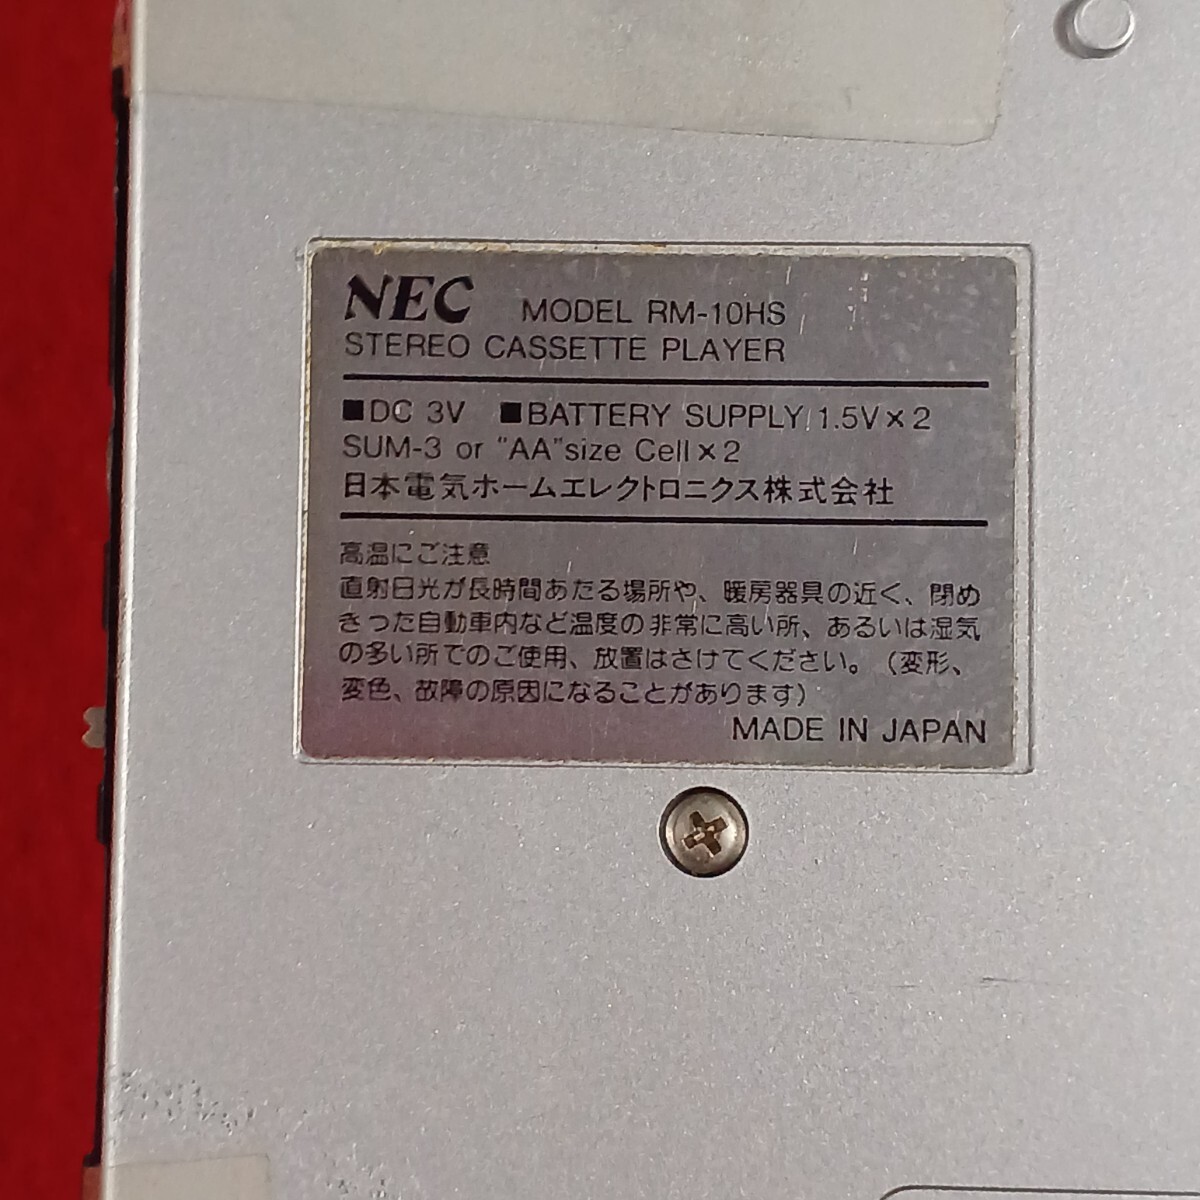 NEC MODEL RM-10HS
STEREO CASSETTE PLAYER
■DC 3V ■BATTERY SUPPLY 1.5V×2
SUM-3 or "AA"size Cell×2
日本電気ホームエレクトロニクス株式会社
高温にご注意
直射日光が長時間あたる場所や、暖房器具の近く、閉め
きった自動車内など温度の非常に高い所、あるいは湿気
の多い所でのご使用、放置はさけてください。(変形、
変色、故障の原因になることがあります)
MADE IN JAPAN